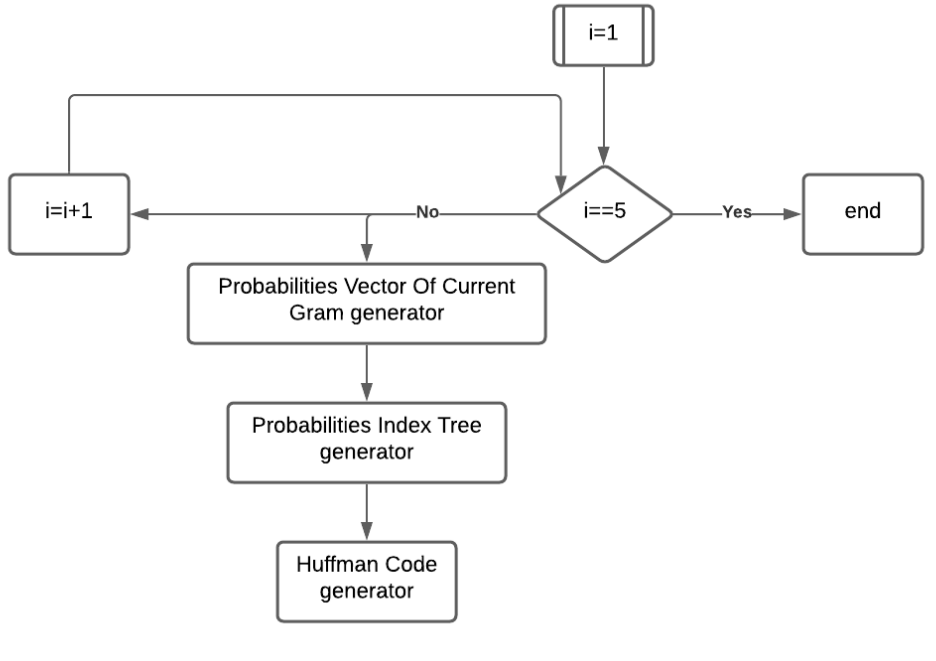 i=1
i=i+1
No
i==5
Yes
end
Probabilities Vector Of Current
Gram generator
Probabilities Index Tree
generator
Huffman Code
generator